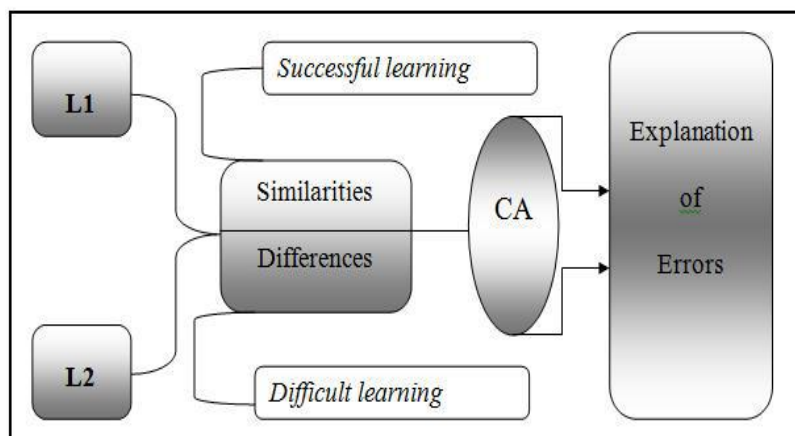 L1
L2
Successful learning
Similarities
Differences
Difficult learning
CA
Explanation
of
Errors